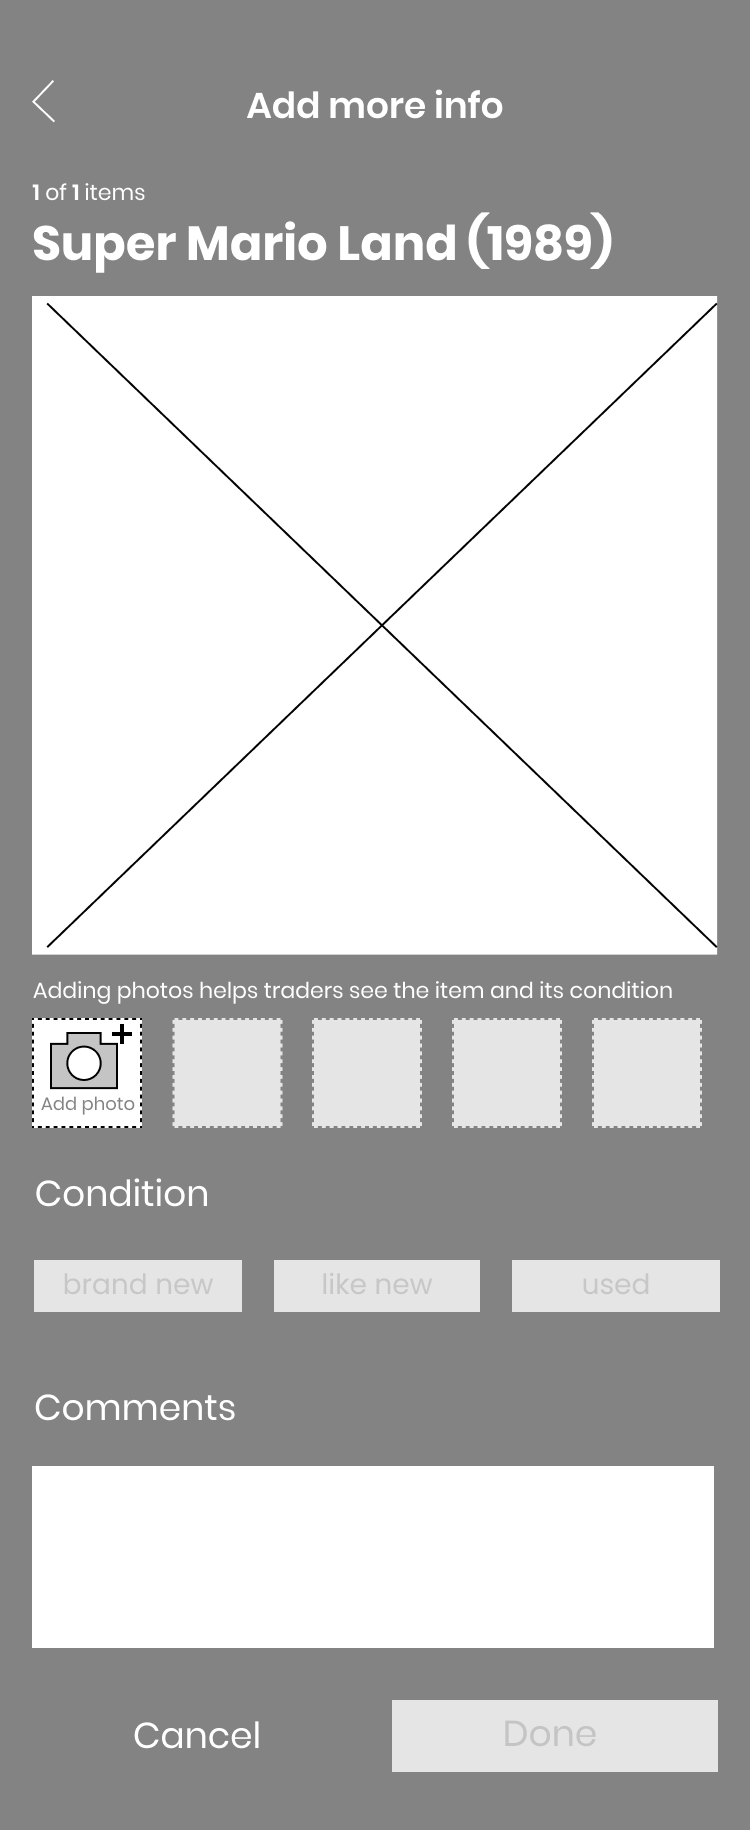 Add more info
1 of 1 items
Super Mario Land (1989)
Adding photos helps traders see the item and its condition
Add photo
Condition
brand new like new used
Comments
Cancel Done